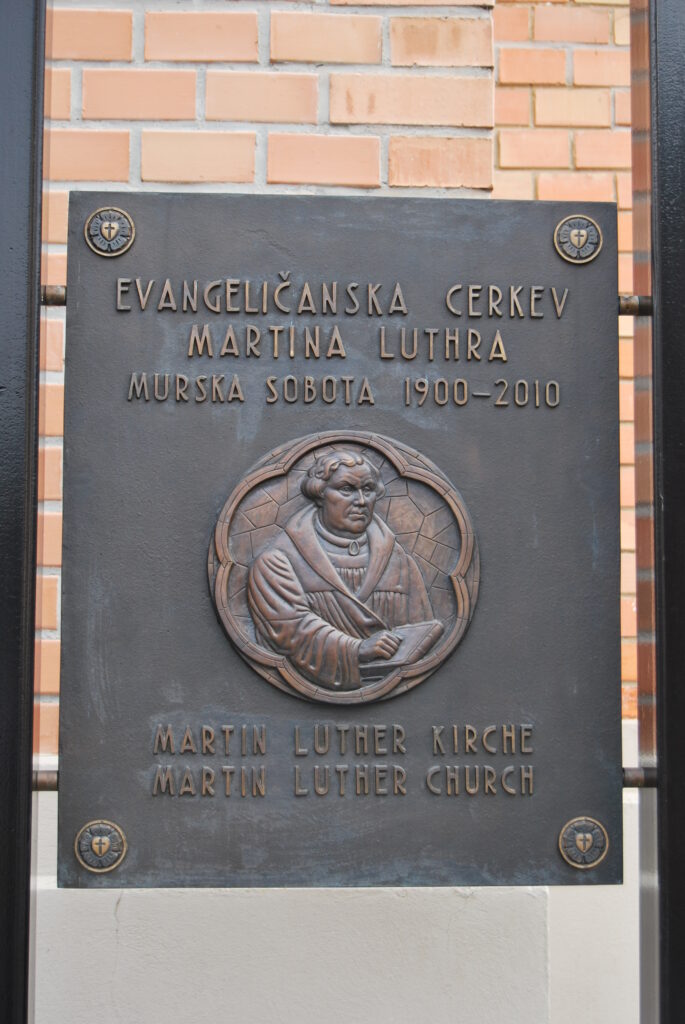 EVANGELIČANSKA CERKEV
MARTINA LUTHRA
MURSKA SOBOTA 1900–2010
MARTIN LUTHER KIRCHE
MARTIN LUTHER CHURCH